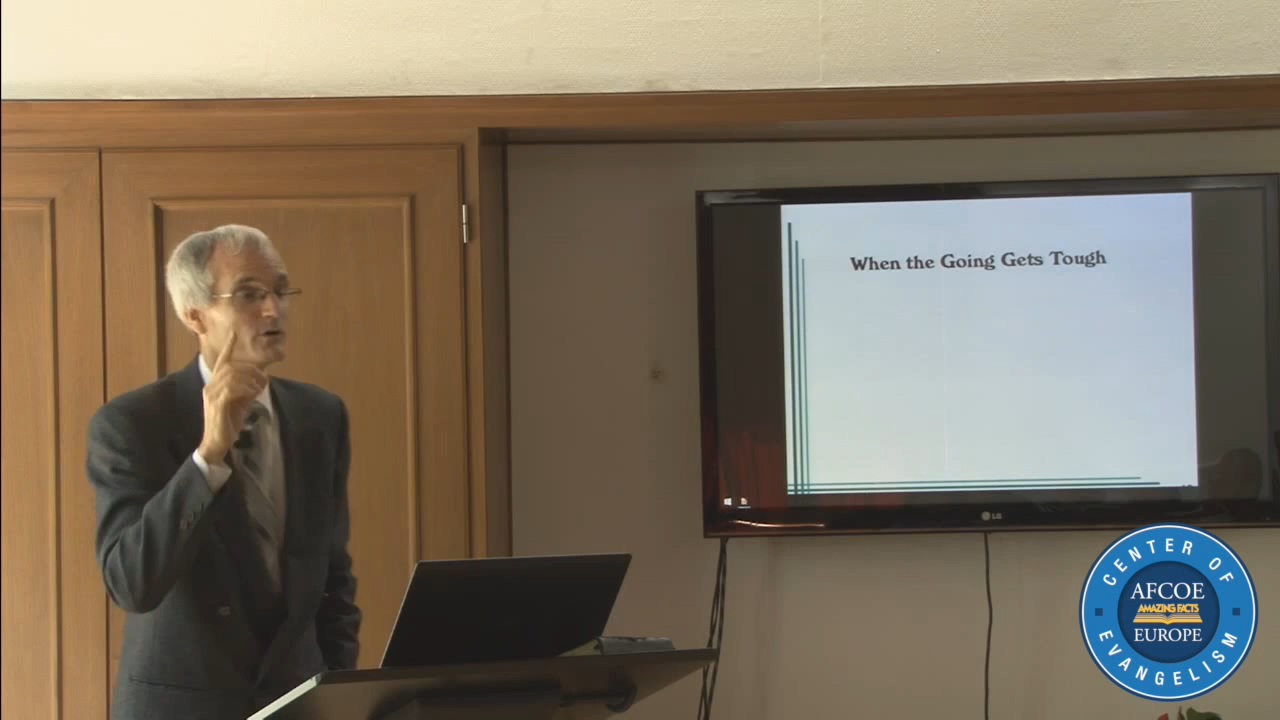 When the Going Gets Tough
LG
CENTER OF
AFCOE
AMAZING FACTS
EUROPE
EVANGELISM